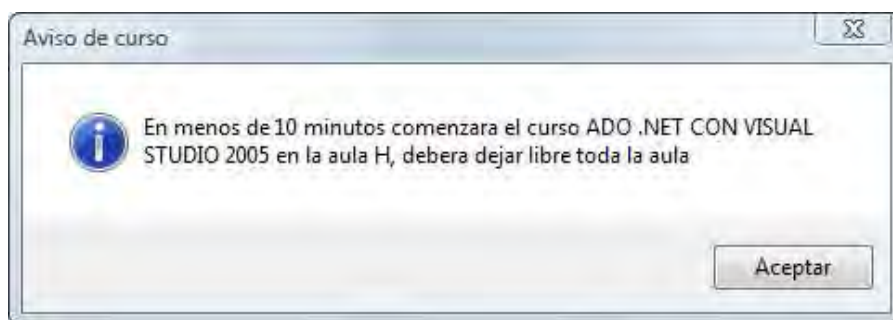 Aviso de curso
En menos de 10 minutos comenzara el curso ADO .NET CON VISUAL
STUDIO 2005 en la aula H, debera dejar libre toda la aula
Aceptar